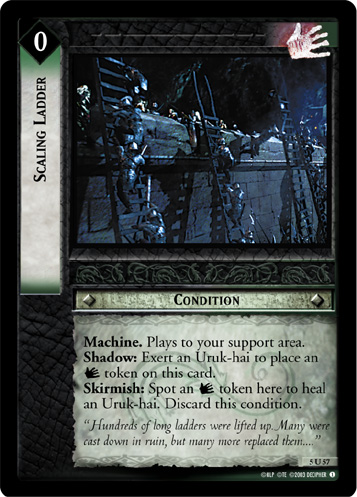 0
SCALING LADDER
CONDITION
Machine. Plays to your support area.
Shadow: Exert an Uruk-hai to place an
token on this card.
Skirmish: Spot an token here to heal
an Uruk-hai. Discard this condition.
"Hundreds of long ladders were lifted up. Many were
cast down in ruin, but many more replaced them...."
5 U 57
©NLP ©TE ©2003 DECIPHER